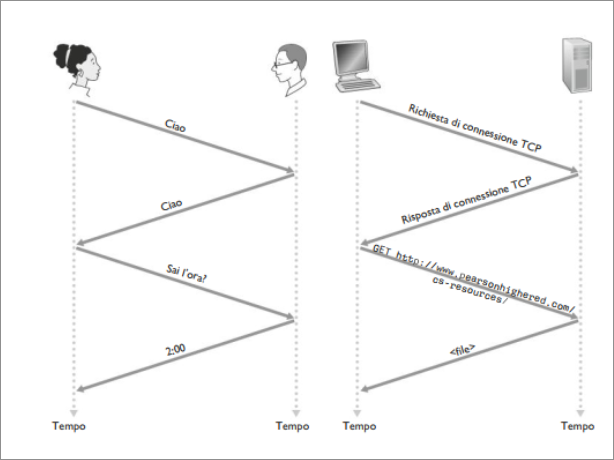 Ciao
Ciao
Sai l'ora?
2:00
Tempo
Tempo
Richiesta di connessione TCP
Risposta di connessione TCP
GET http://www.pearsonhighered.com/
cs-resources/
<file>
Tempo
Tempo